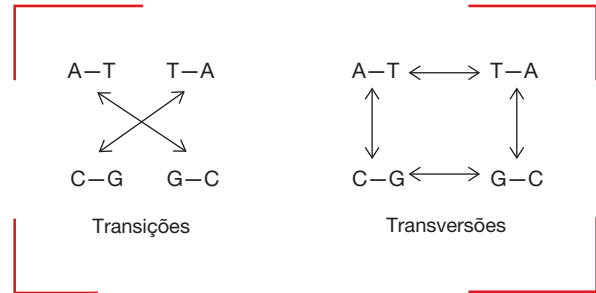 A–T T–A A–T T–A
C–G G–C C–G G–C
Transições Transversões